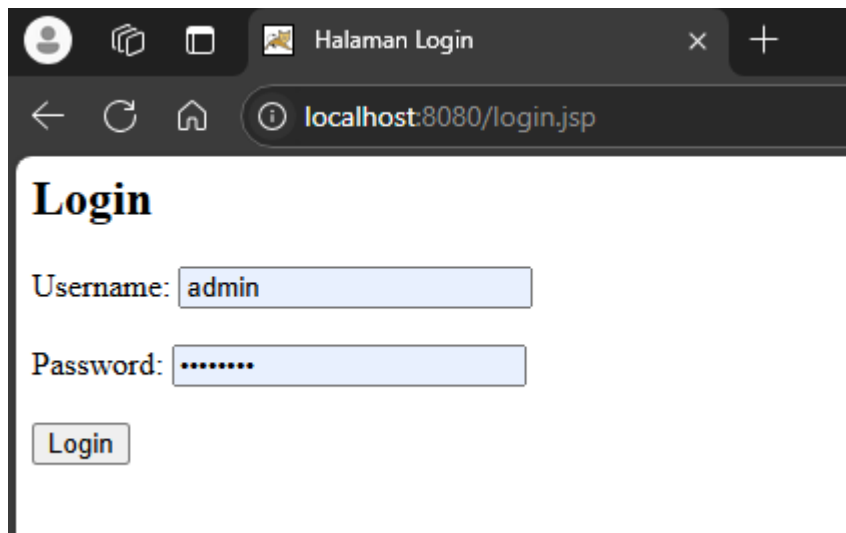 Halaman Login
localhost:8080/login.jsp
Login
Username: admin
Password: ••••••••
Login